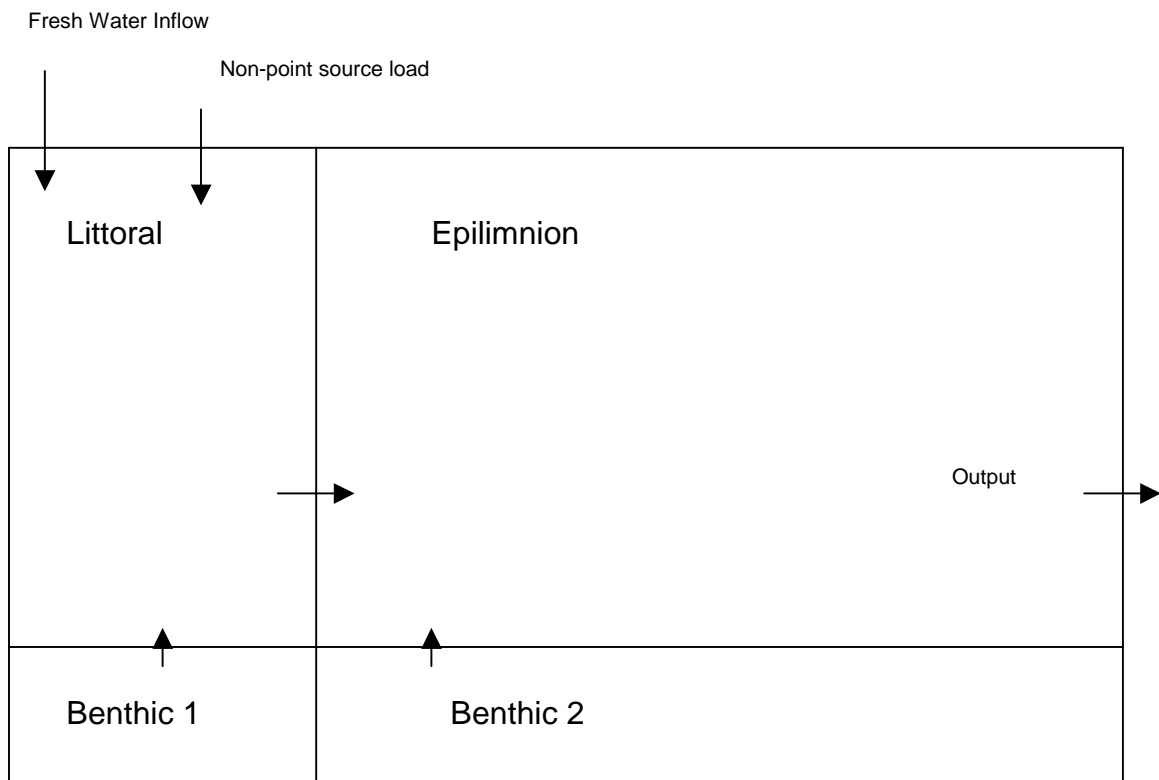 Fresh Water Inflow
Non-point source load
Littoral
Epilimnion
Output
Benthic 1
Benthic 2